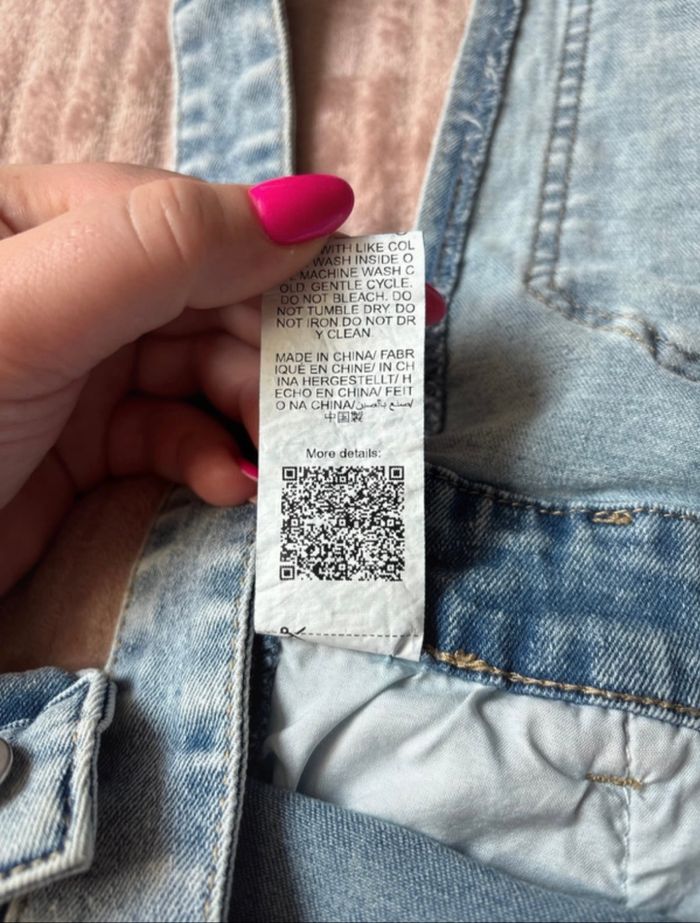 WITH LIKE COL
WASH INSIDE O
MACHINE WASH C
OLD. GENTLE CYCLE.
DO NOT BLEACH. DO
NOT TUMBLE DRY. DO
NOT IRON.DO NOT DR
Y CLEAN.
MADE IN CHINA/ FABR
IQUÉ EN CHINE/ IN CH
INA HERGESTELLT/ H
ECHO EN CHINA/ FEIT
O NA CHINA/صنع بالصين/
中国製
More details: